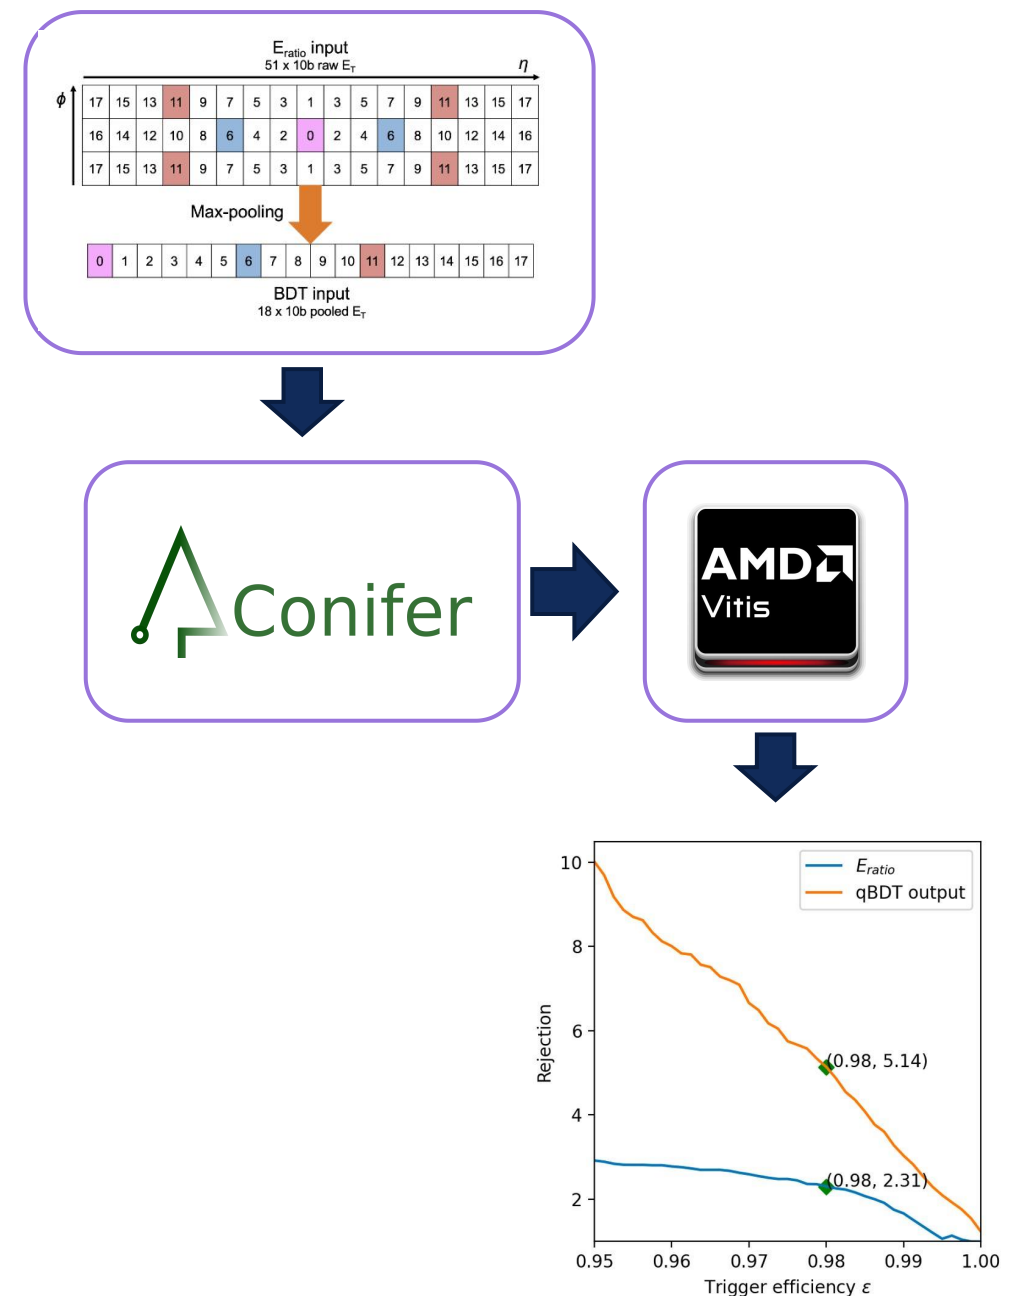 E_ratio input
51 x 10b raw E_T
η
ϕ
17 15 13 11 9 7 5 3 1 3 5 7 9 11 13 15 17
16 14 12 10 8 6 4 2 0 2 4 6 8 10 12 14 16
17 15 13 11 9 7 5 3 1 3 5 7 9 11 13 15 17
Max-pooling
0 1 2 3 4 5 6 7 8 9 10 11 12 13 14 15 16 17
BDT input
18 x 10b pooled E_T
Conifer
AMD
Vitis
E_ratio
qBDT output
10
8
6
4
2
Rejection
(0.98, 5.14)
(0.98, 2.31)
0.95 0.96 0.97 0.98 0.99 1.00
Trigger efficiency ε